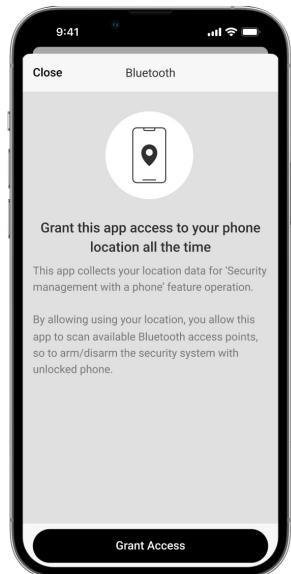 9:41
Close Bluetooth
Grant this app access to your phone
location all the time
This app collects your location data for 'Security
management with a phone' feature operation.
By allowing using your location, you allow this
app to scan available Bluetooth access points,
so to arm/disarm the security system with
unlocked phone.
Grant Access